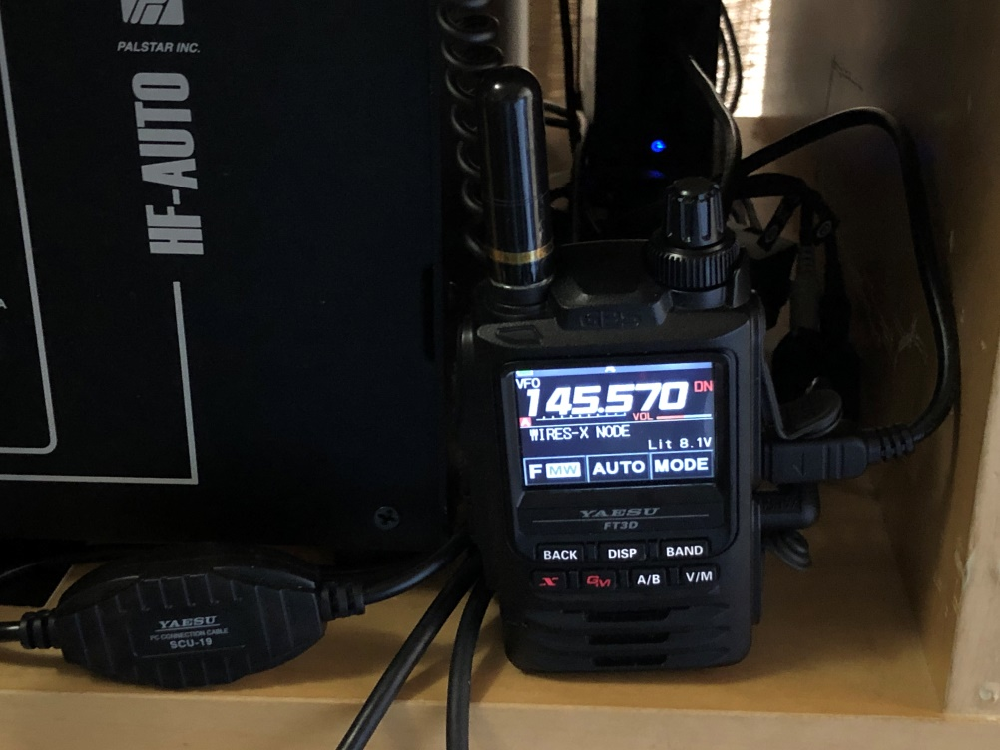 PALSTAR INC.
HF-AUTO
GPS
VFO
145.570 DN
A
VOL
WIRES-X NODE
Lit 8.1V
F MW AUTO MODE
YAESU
FT3D
BACK DISP BAND
X GM A/B V/M
YAESU
PC CONNECTION CABLE
SCU-19